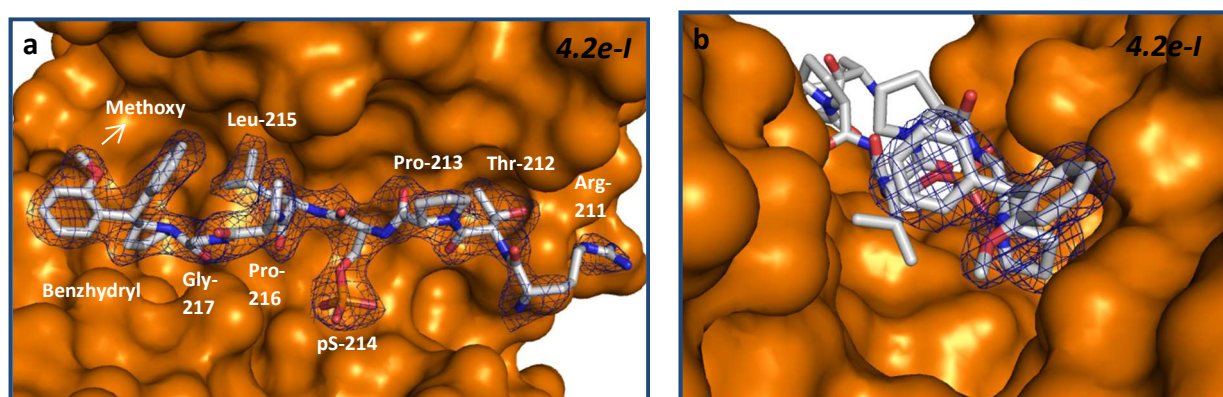 a
4.2e-I
Methoxy
Leu-215
Pro-213
Thr-212
Arg-
211
Benzhydryl
Gly-
217
Pro-
216
pS-214
b
4.2e-I